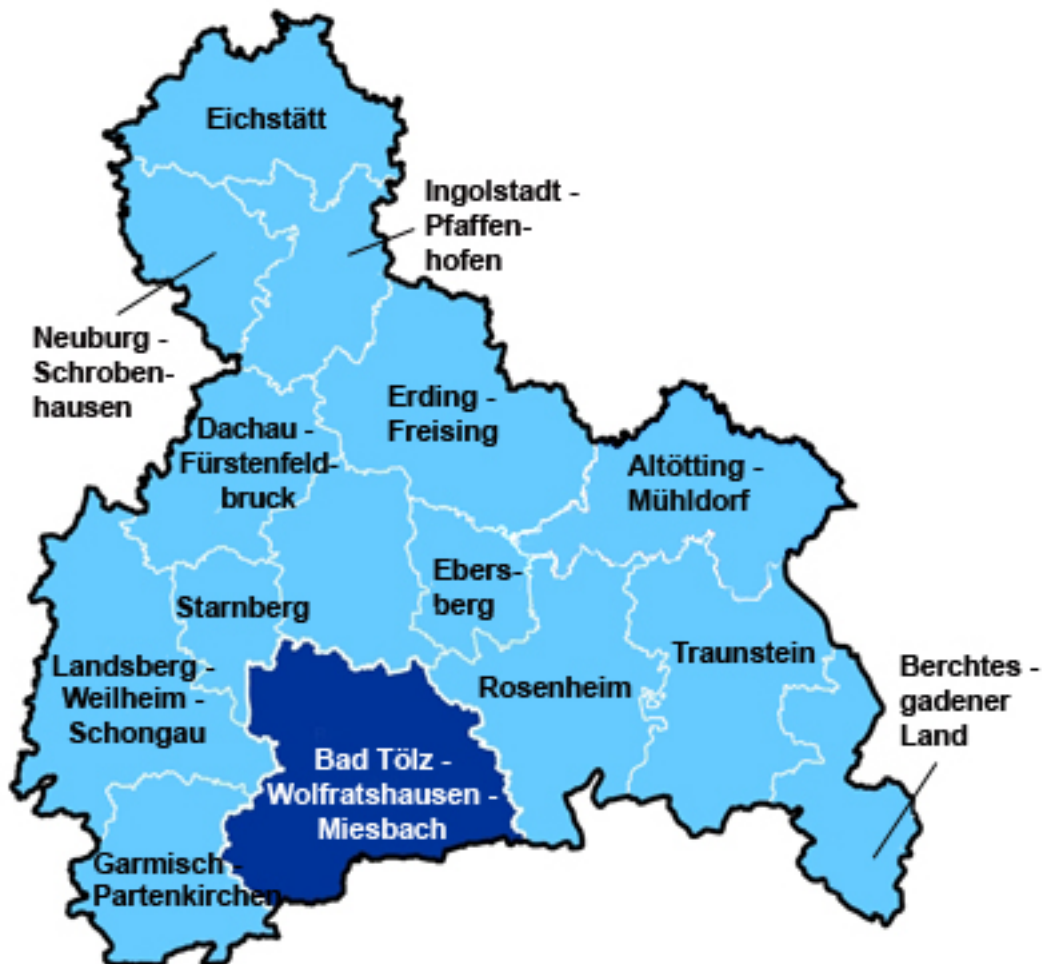 Eichstätt
Ingolstadt -
Pfaffen-
hofen
Neuburg -
Schroben-
hausen
Erding -
Freising
Dachau -
Fürstenfeld-
bruck
Altötting -
Mühldorf
Ebers-
berg
Starnberg
Landsberg -
Weilheim -
Schongau
Rosenheim
Traunstein
Berchtes -
gadener
Land
Bad Tölz -
Wolfratshausen -
Miesbach
Garmisch -
Partenkirchen